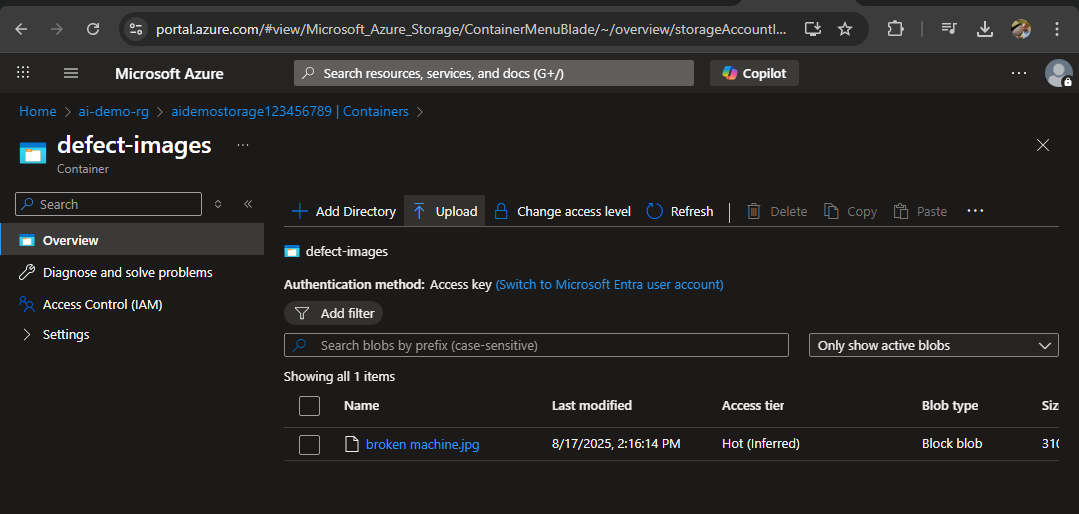 portal.azure.com/#view/Microsoft_Azure_Storage/ContainerMenuBlade/~/overview/storageAccountI...
Microsoft Azure
Search resources, services, and docs (G+/)
Copilot
...
Home > ai-demo-rg > aidemostorage123456789 | Containers >
defect-images ...
Container
Search
Add Directory Upload Change access level Refresh | Delete Copy Paste ...
Overview
Diagnose and solve problems
Access Control (IAM)
Settings
defect-images
Authentication method: Access key (Switch to Microsoft Entra user account)
Add filter
Search blobs by prefix (case-sensitive)
Only show active blobs
Showing all 1 items
Name Last modified Access tier Blob type Siz
broken machine.jpg 8/17/2025, 2:16:14 PM Hot (Inferred) Block blob 310